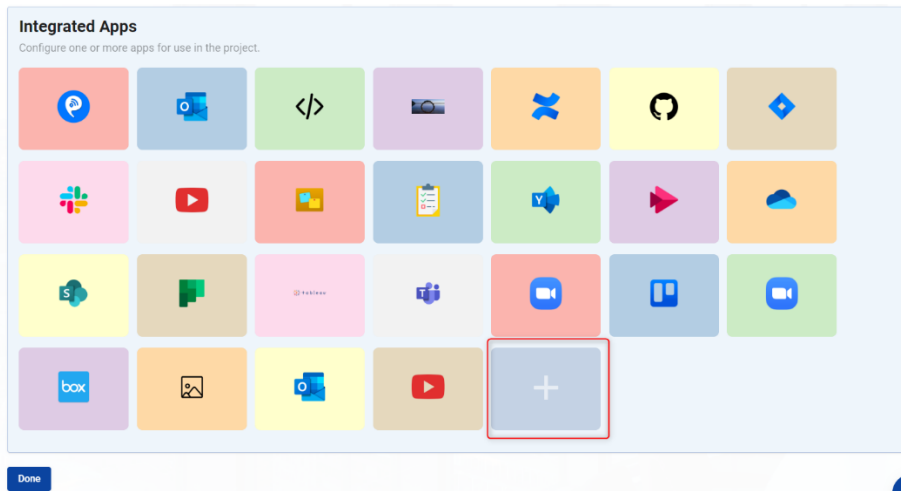 Integrated Apps
Configure one or more apps for use in the project.
</>
O
Y
S
tableau
T
box
O
Done